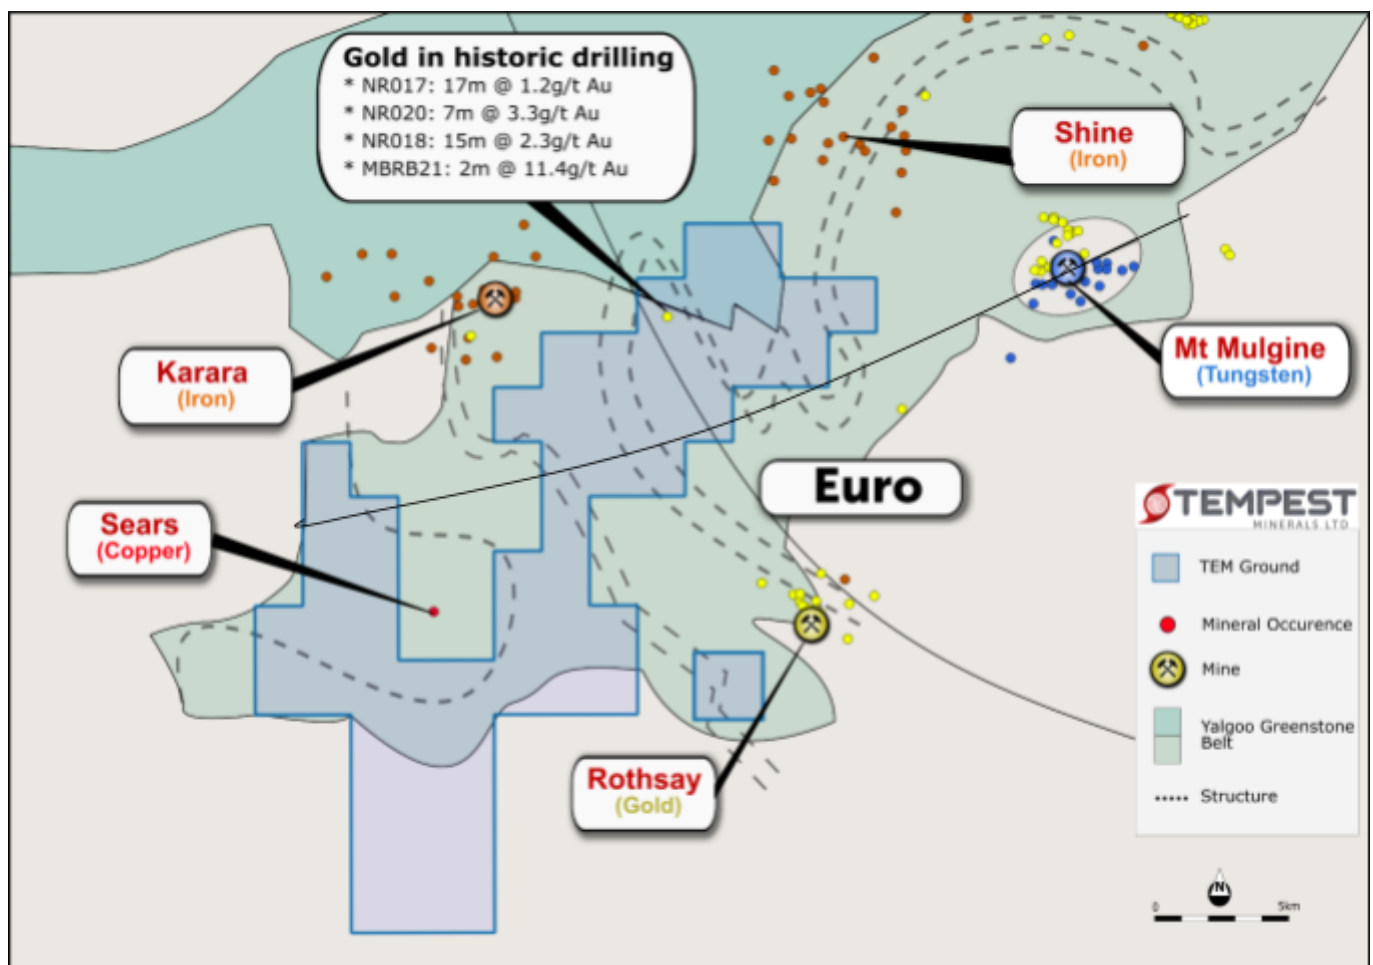 Gold in historic drilling
* NR017: 17m @ 1.2g/t Au
* NR020: 7m @ 3.3g/t Au
* NR018: 15m @ 2.3g/t Au
* MBRB21: 2m @ 11.4g/t Au
Shine
(Iron)
Karara
(Iron)
Mt Mulgine
(Tungsten)
Euro
Sears
(Copper)
Rothsay
(Gold)
TEMPEST
MINERALS LTD
TEM Ground
Mineral Occurence
Mine
Yalgoo Greenstone
Belt
Structure
N
0 5km